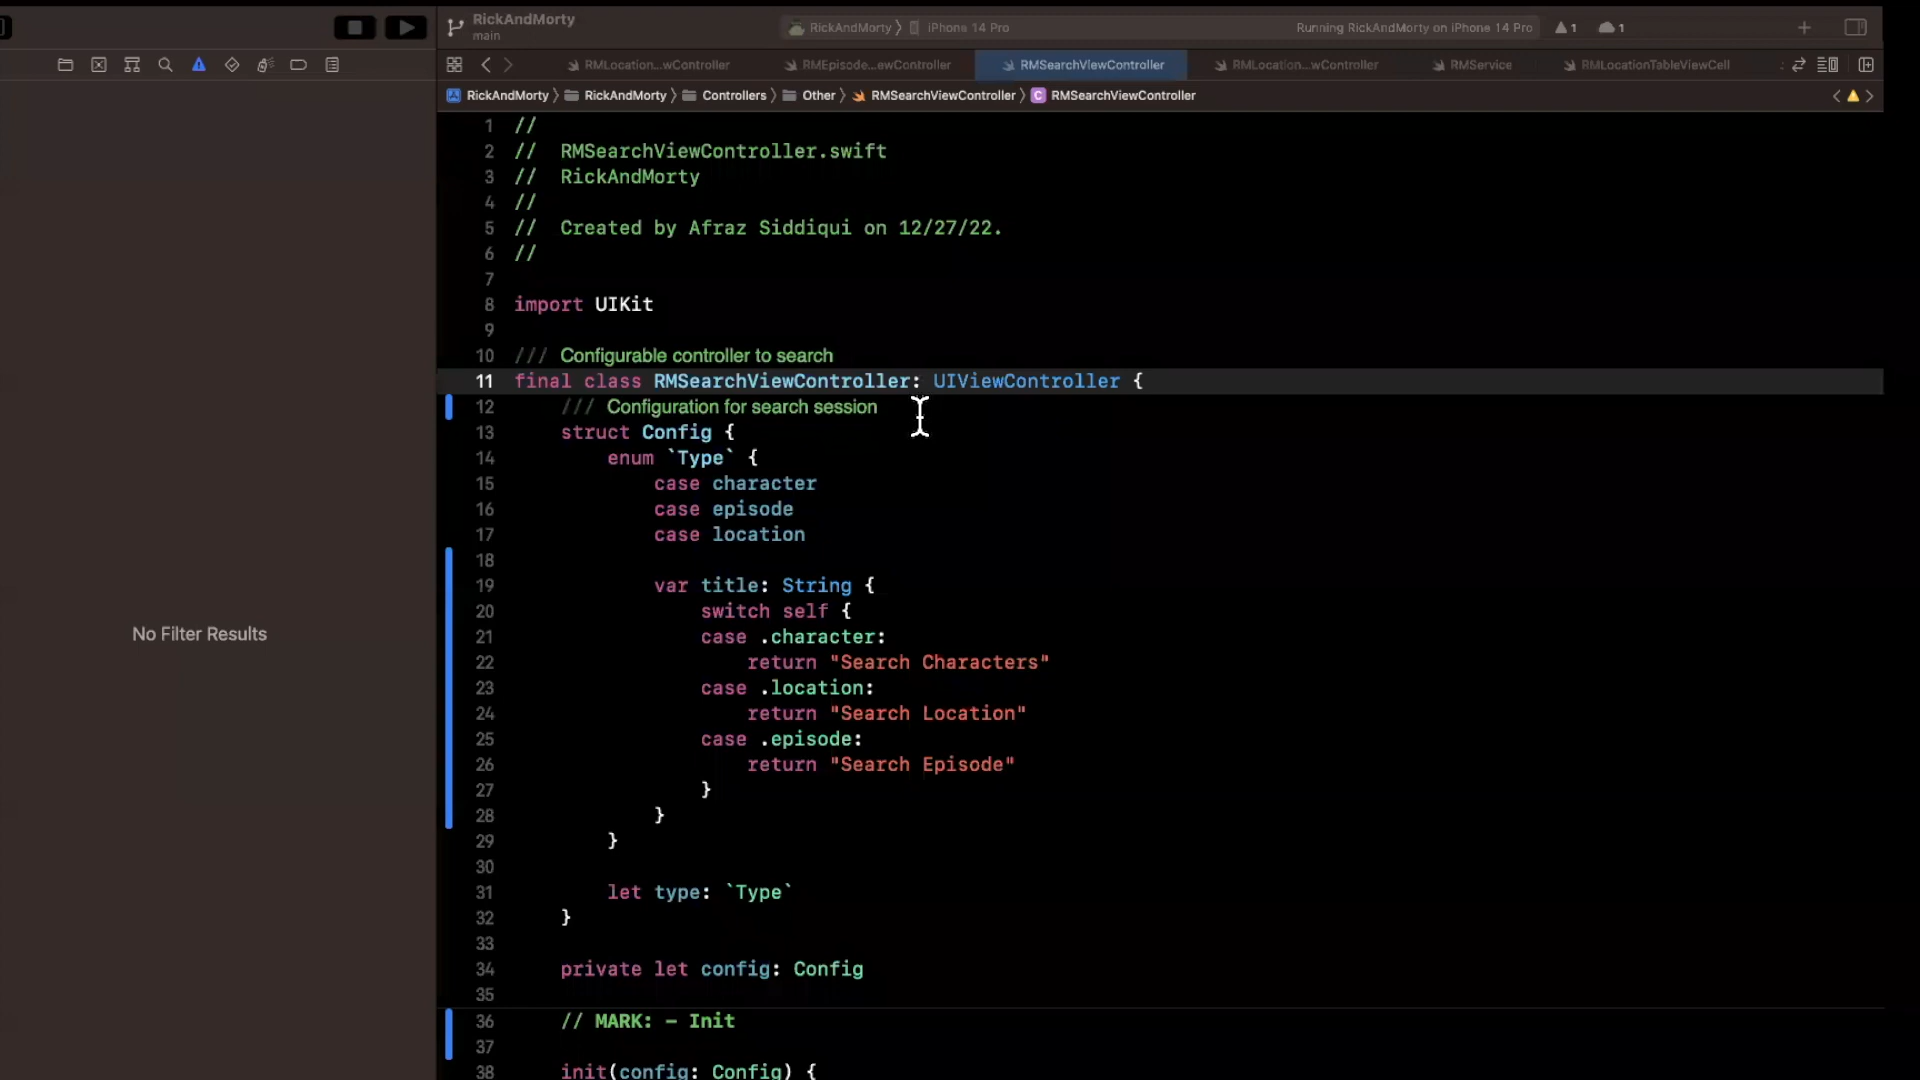 RickAndMorty
main
RickAndMorty 〉 iPhone 14 Pro
Running RickAndMorty on iPhone 14 Pro
1
1
RMLocation...wController
RMEpisode...ewController
RMSearchViewController
RMLocation...wController
RMService
RMLocationTableViewCell
RickAndMorty 〉 RickAndMorty 〉 Controllers 〉 Other 〉 RMSearchViewController 〉 C RMSearchViewController
No Filter Results
1 //
2 //  RMSearchViewController.swift
3 //  RickAndMorty
4 //
5 //  Created by Afraz Siddiqui on 12/27/22.
6 //
7
8 import UIKit
9
10 /// Configurable controller to search
11 final class RMSearchViewController: UIViewController {
12     /// Configuration for search session
13     struct Config {
14         enum `Type` {
15             case character
16             case episode
17             case location
18
19             var title: String {
20                 switch self {
21                 case .character:
22                     return "Search Characters"
23                 case .location:
24                     return "Search Location"
25                 case .episode:
26                     return "Search Episode"
27                 }
28             }
29         }
30
31         let type: `Type`
32     }
33
34     private let config: Config
35
36     // MARK: - Init
37
38     init(config: Config) {